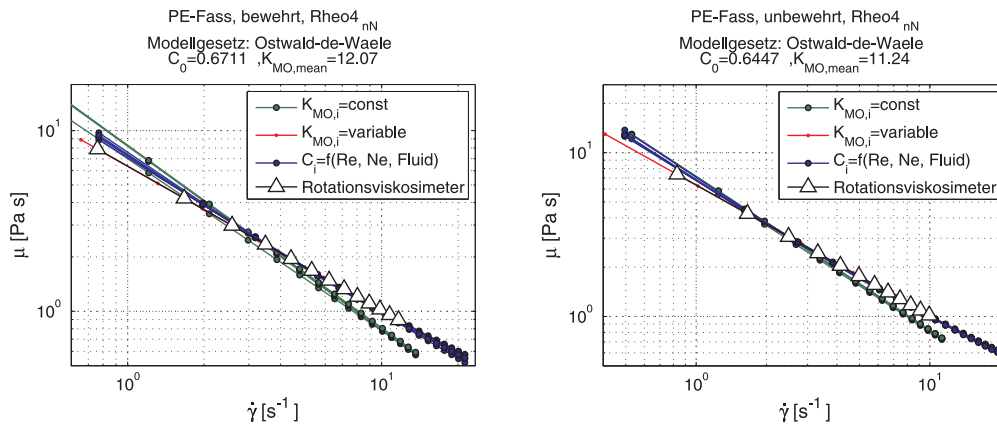 PE-Fass, bewehrt, Rheo4nN
Modellgesetz: Ostwald-de-Waele
C0=0.6711 ,KMO,mean=12.07
KMO,i=const
KMO,i=variable
Ci=f(Re, Ne, Fluid)
Rotationsviskosimeter
10^1
10^0
μ [Pa s]
10^0
10^1
γ̇ [s^-1]
PE-Fass, unbewehrt, Rheo4nN
Modellgesetz: Ostwald-de-Waele
C0=0.6447 ,KMO,mean=11.24
KMO,i=const
KMO,i=variable
Ci=f(Re, Ne, Fluid)
Rotationsviskosimeter
10^1
10^0
μ [Pa s]
10^0
10^1
γ̇ [s^-1]